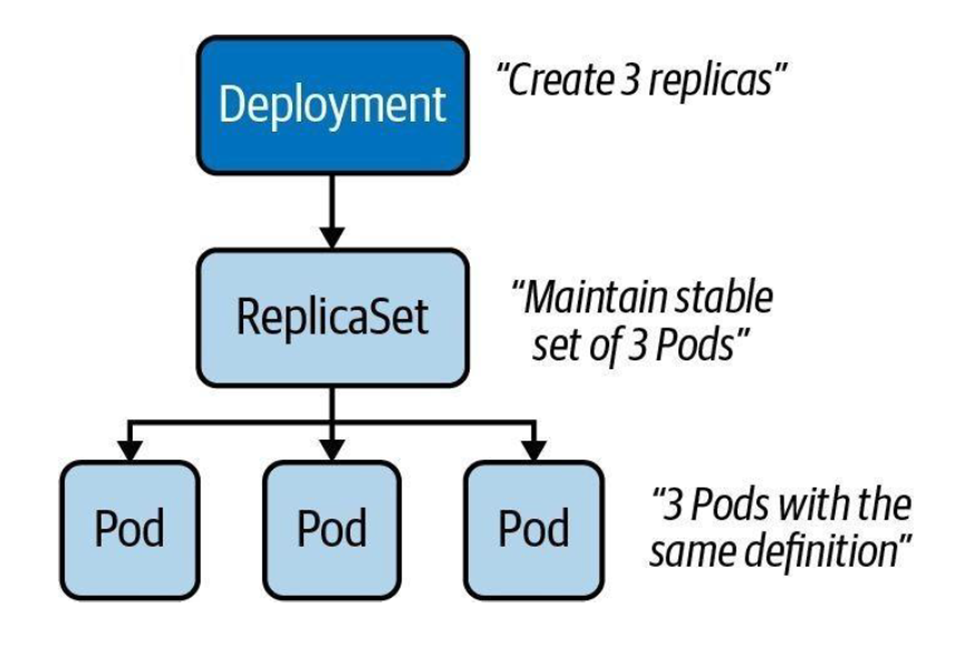 Deployment
“Create 3 replicas”
ReplicaSet
“Maintain stable
set of 3 Pods”
Pod
Pod
Pod
“3 Pods with the
same definition”